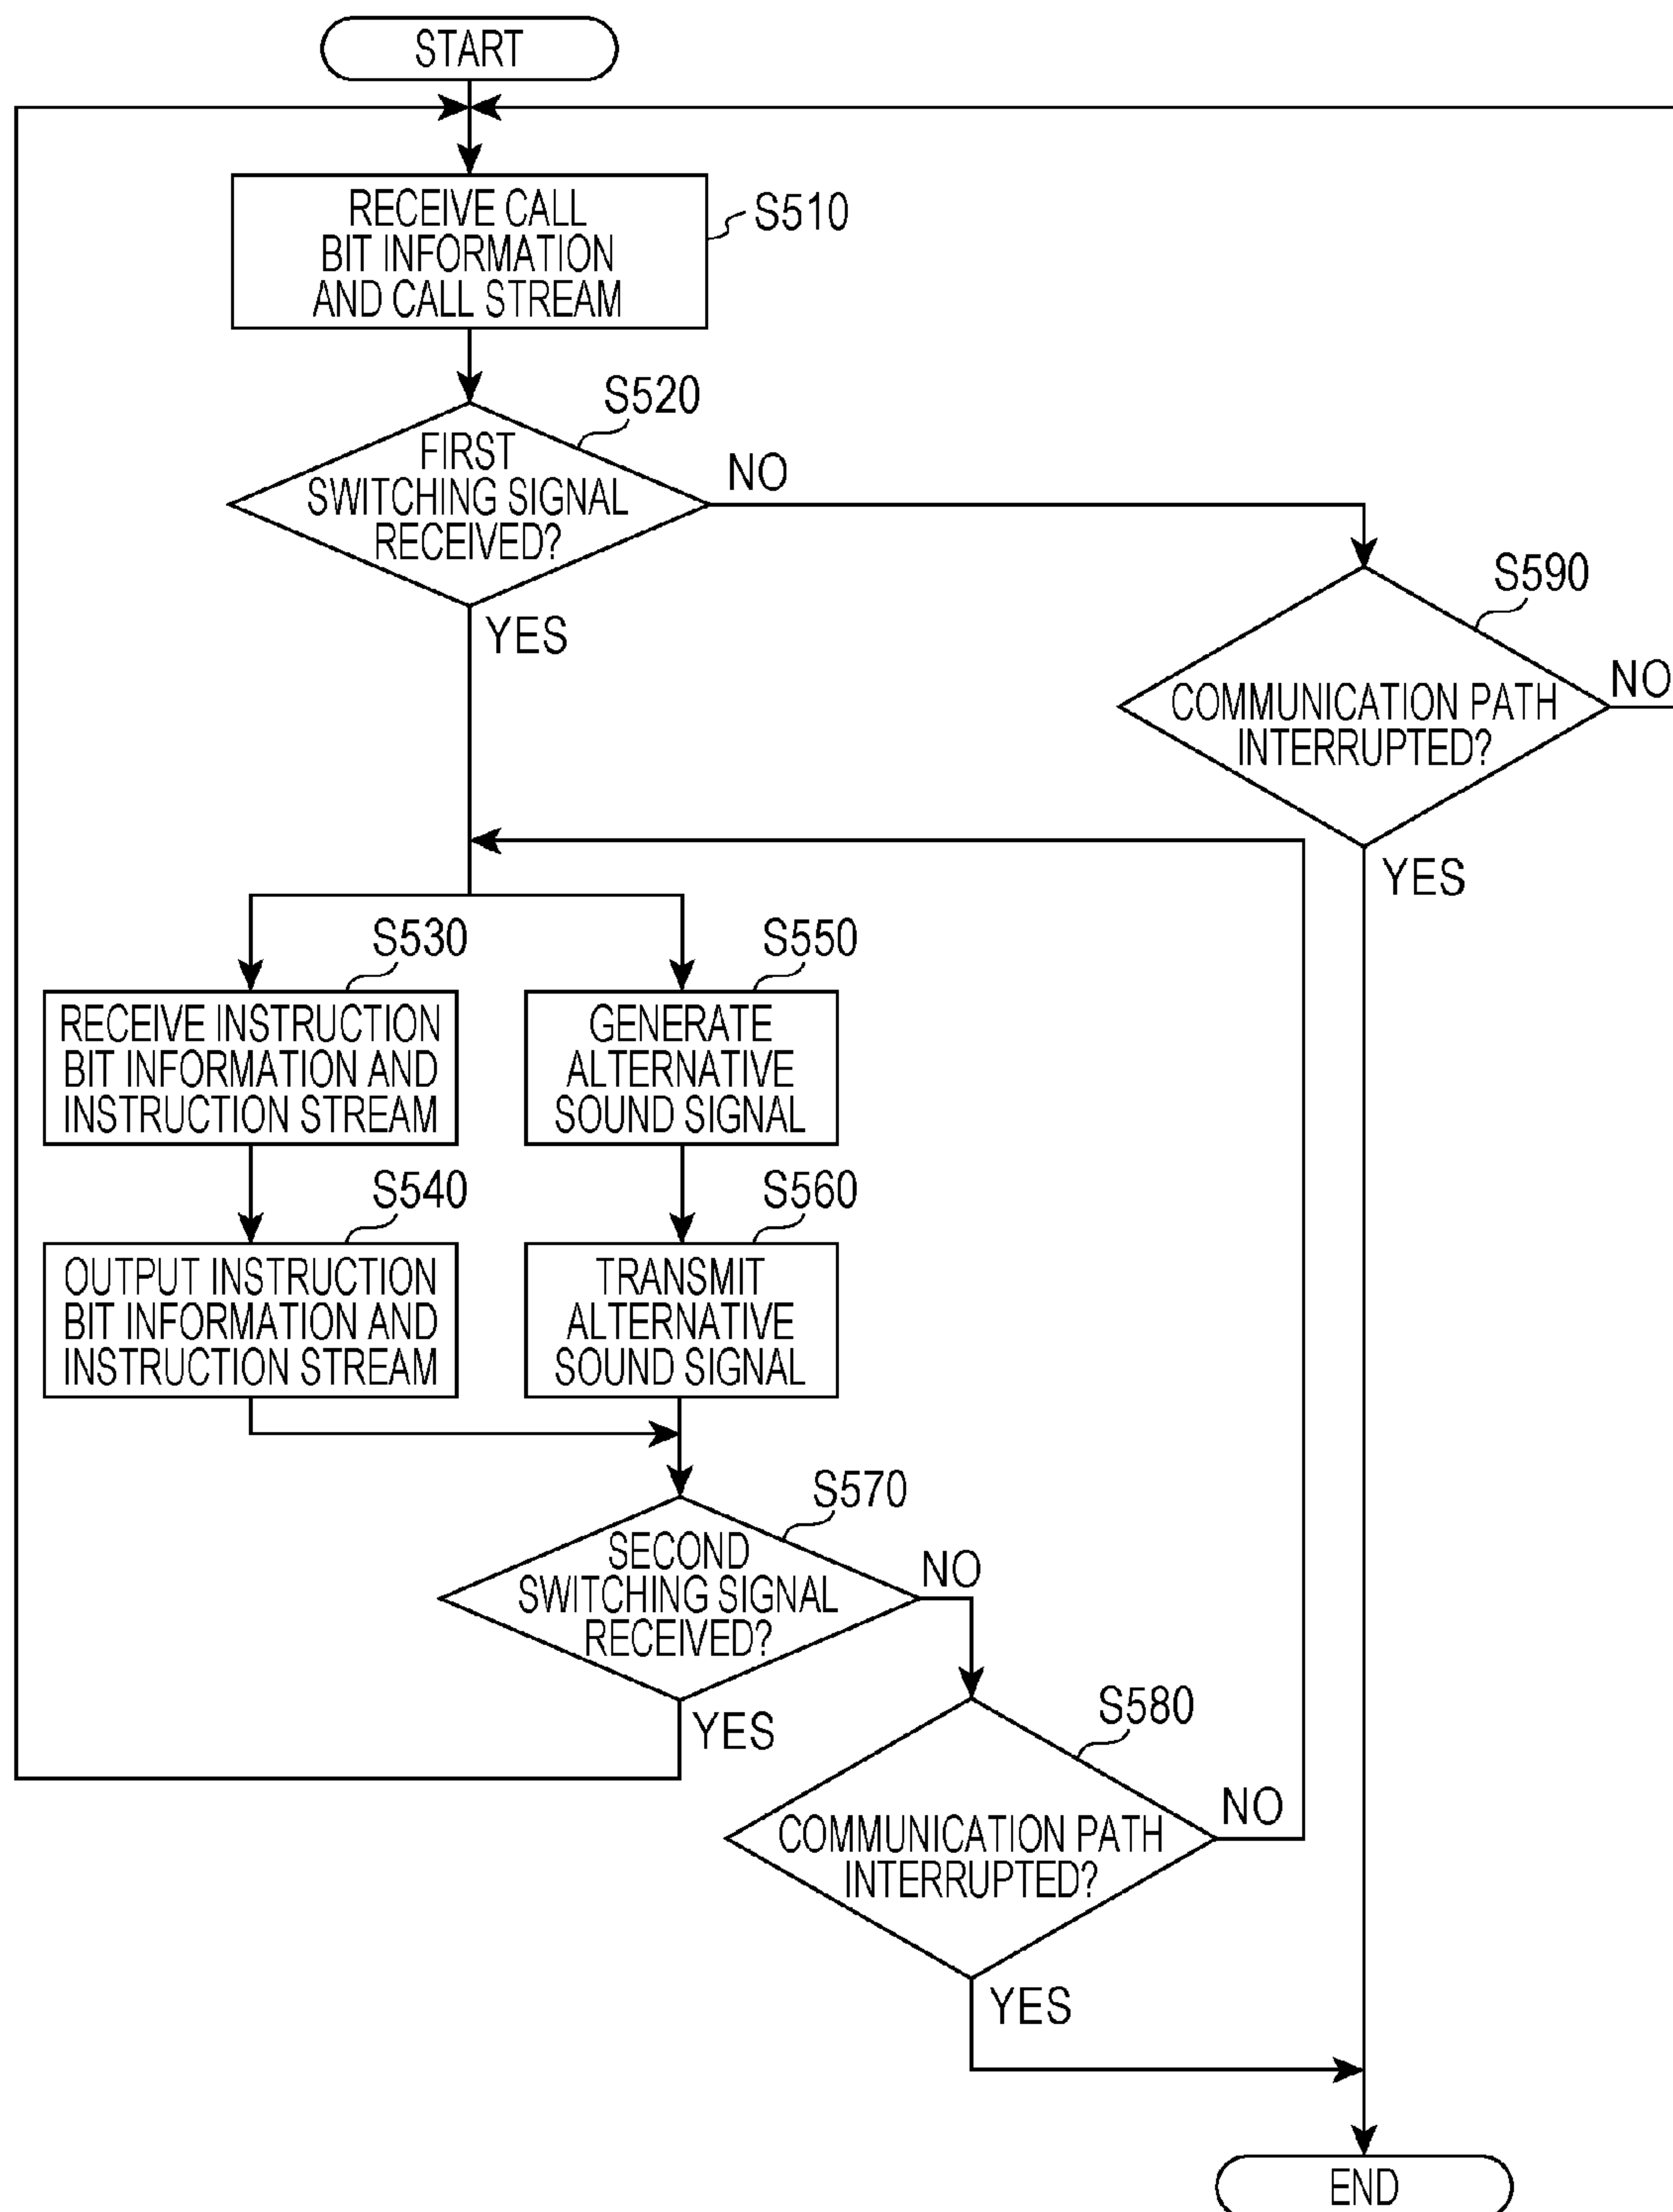 START
RECEIVE CALL
BIT INFORMATION
AND CALL STREAM
S510
S520
FIRST
SWITCHING SIGNAL
RECEIVED?
NO
YES
S590
COMMUNICATION PATH
INTERRUPTED?
NO
YES
S530
RECEIVE INSTRUCTION
BIT INFORMATION AND
INSTRUCTION STREAM
S550
GENERATE
ALTERNATIVE
SOUND SIGNAL
S540
OUTPUT INSTRUCTION
BIT INFORMATION AND
INSTRUCTION STREAM
S560
TRANSMIT
ALTERNATIVE
SOUND SIGNAL
S570
SECOND
SWITCHING SIGNAL
RECEIVED?
NO
YES
S580
COMMUNICATION PATH
INTERRUPTED?
NO
YES
END